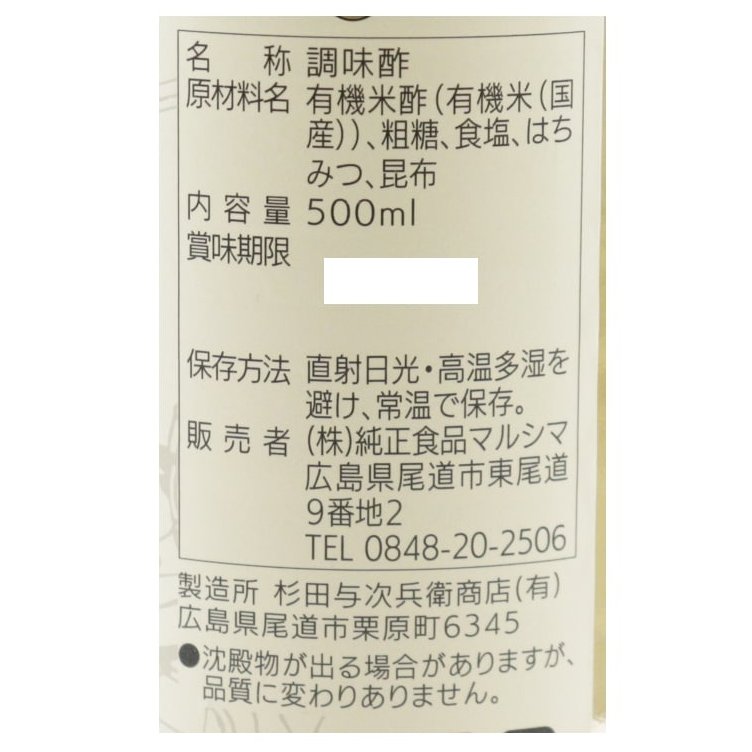 名称 調味酢
原材料名 有機米酢(有機米(国
産))、粗糖、食塩、はち
みつ、昆布
内容量 500ml
賞味期限
保存方法 直射日光・高温多湿を
避け、常温で保存。
販売者 (株)純正食品マルシマ
広島県尾道市東尾道
9番地2
TEL 0848-20-2506
製造所 杉田与次兵衛商店(有)
広島県尾道市栗原町6345
●沈殿物が出る場合がありますが、
品質に変わりありません。